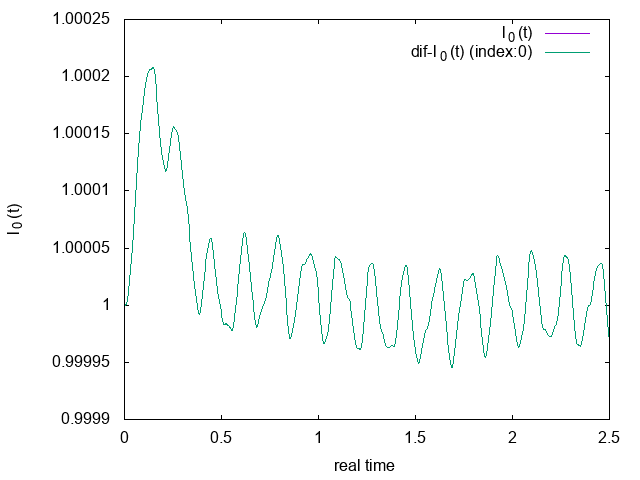 I0(t)
dif-I0(t) (index:0)
1.00025
1.0002
1.00015
1.0001
1.00005
1
0.99995
0.9999
I0(t)
0 0.5 1 1.5 2 2.5
real time